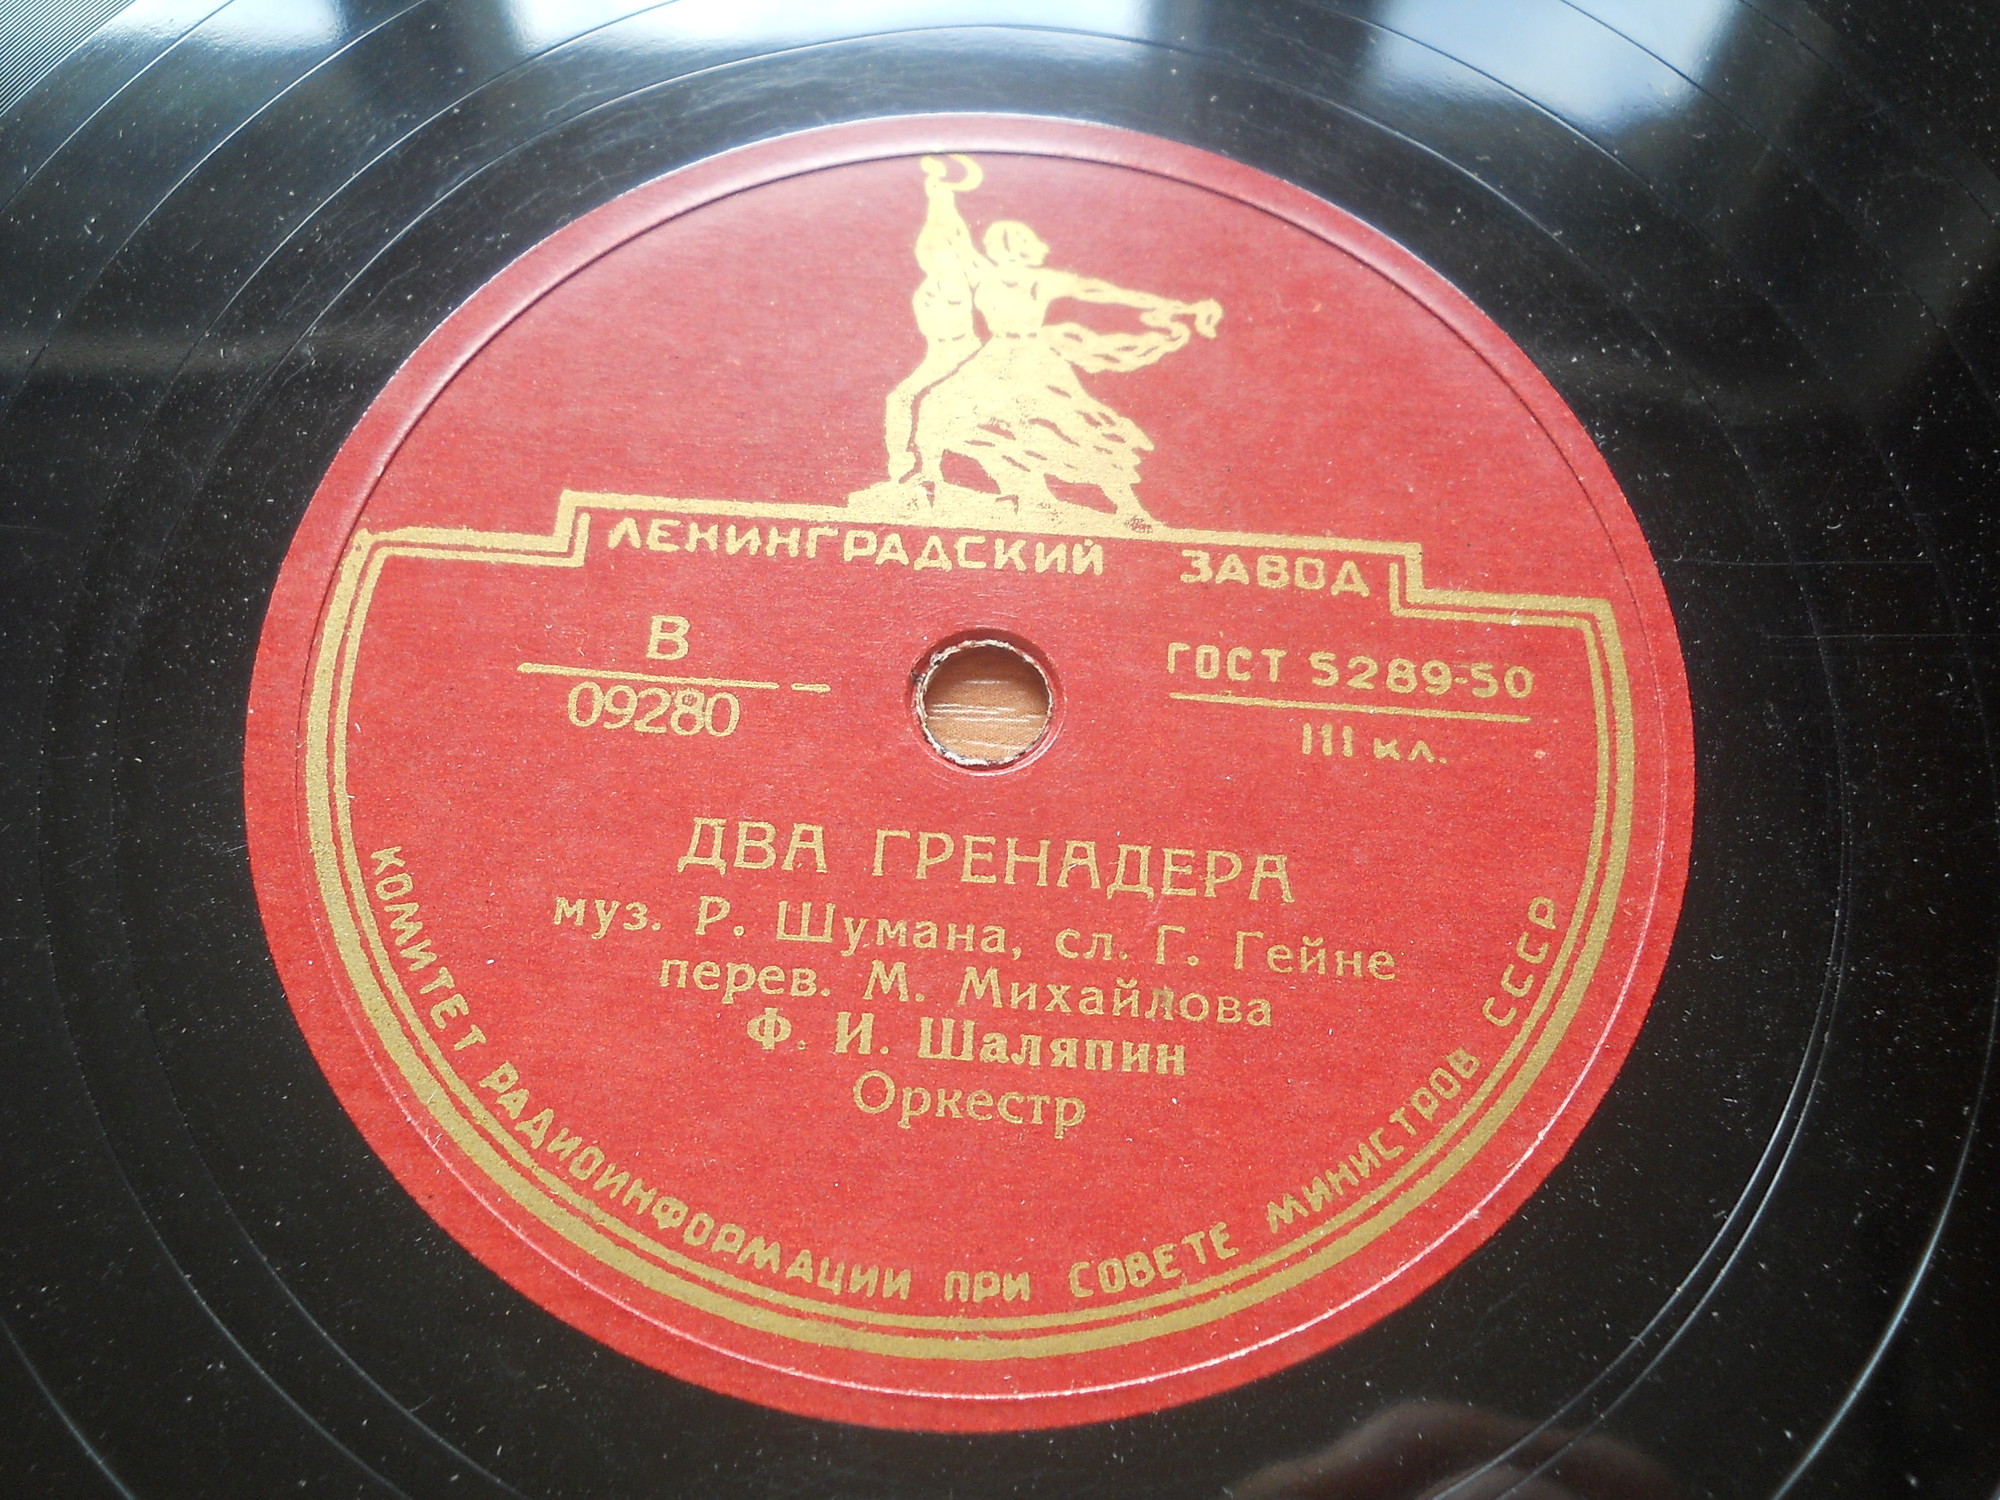 ЛЕНИНГРАДСКИЙ ЗАВОД
В
09280
ГОСТ 5289-50
III кл.
ДВА ГРЕНАДЕРА
муз. Р. Шумана, сл. Г. Гейне
перев. М. Михайлова
Ф. И. Шаляпин
Оркестр
КОМИТЕТ РАДИОИНФОРМАЦИИ ПРИ СОВЕТЕ МИНИСТРОВ СССР